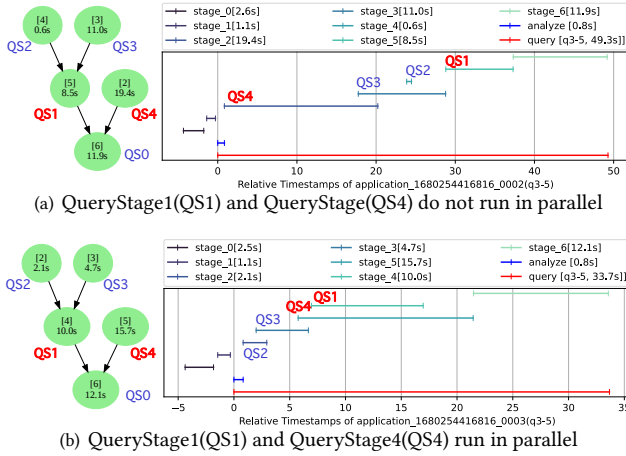 [4]
0.6s
[3]
11.0s
QS2
QS3
[5]
8.5s
[2]
19.4s
QS1
QS4
[6]
11.9s
QS0
stage_0[2.6s]
stage_1[1.1s]
stage_2[19.4s]
stage_3[11.0s]
stage_4[0.6s]
stage_5[8.5s]
stage_6[11.9s]
analyze [0.8s]
query [q3-5, 49.3s]]
QS1
QS2
QS3
QS4
0 10 20 30 40 50
Relative Timestamps of application_1680254416816_0002(q3-5)
(a) QueryStage1(QS1) and QueryStage(QS4) do not run in parallel
[2]
2.1s
[3]
4.7s
QS2
QS3
[4]
10.0s
[5]
15.7s
QS1
QS4
[6]
12.1s
QS0
stage_0[2.5s]
stage_1[1.1s]
stage_2[2.1s]
stage_3[4.7s]
stage_5[15.7s]
stage_4[10.0s]
stage_6[12.1s]
analyze [0.8s]
query [q3-5, 33.7s]]
QS1
QS4
QS3
QS2
−5 0 5 10 15 20 25 30 35
Relative Timestamps of application_1680254416816_0003(q3-5)
(b) QueryStage1(QS1) and QueryStage4(QS4) run in parallel